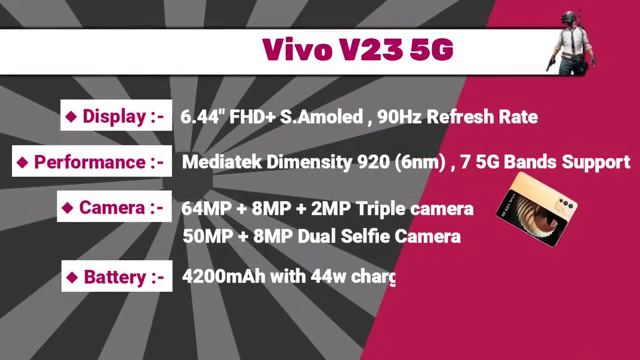 Vivo V23 5G
Display :- 6.44" FHD+ S.Amoled , 90Hz Refresh Rate
Performance :- Mediatek Dimensity 920 (6nm) , 7 5G Bands Support
Camera :- 64MP + 8MP + 2MP Triple camera
50MP + 8MP Dual Selfie Camera
Battery :- 4200mAh with 44w charg